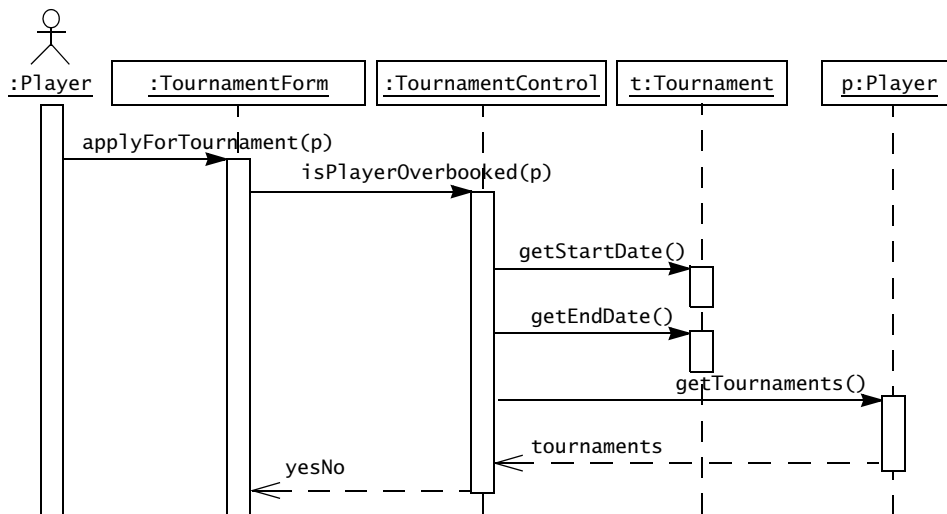 :Player
:TournamentForm
:TournamentControl
t:Tournament
p:Player
applyForTournament(p)
isPlayerOverbooked(p)
getStartDate()
getEndDate()
getTournaments()
tournaments
yesNo